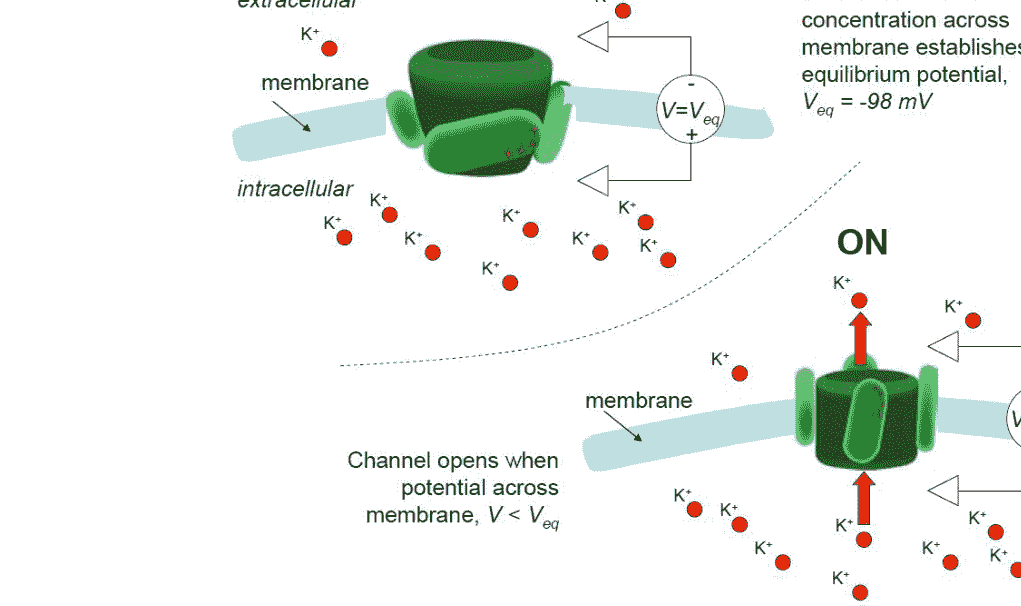 extracellular
K⁺
K⁺
membrane
-
V=Veq
+
concentration across
membrane establishes
equilibrium potential,
Veq = -98 mV
intracellular
K⁺
K⁺
K⁺
K⁺
K⁺
K⁺
K⁺
K⁺
ON
K⁺
K⁺
K⁺
membrane
V
Channel opens when
potential across
membrane, V < Veq
K⁺
K⁺
K⁺
K⁺
K⁺
K⁺
K⁺
K⁺